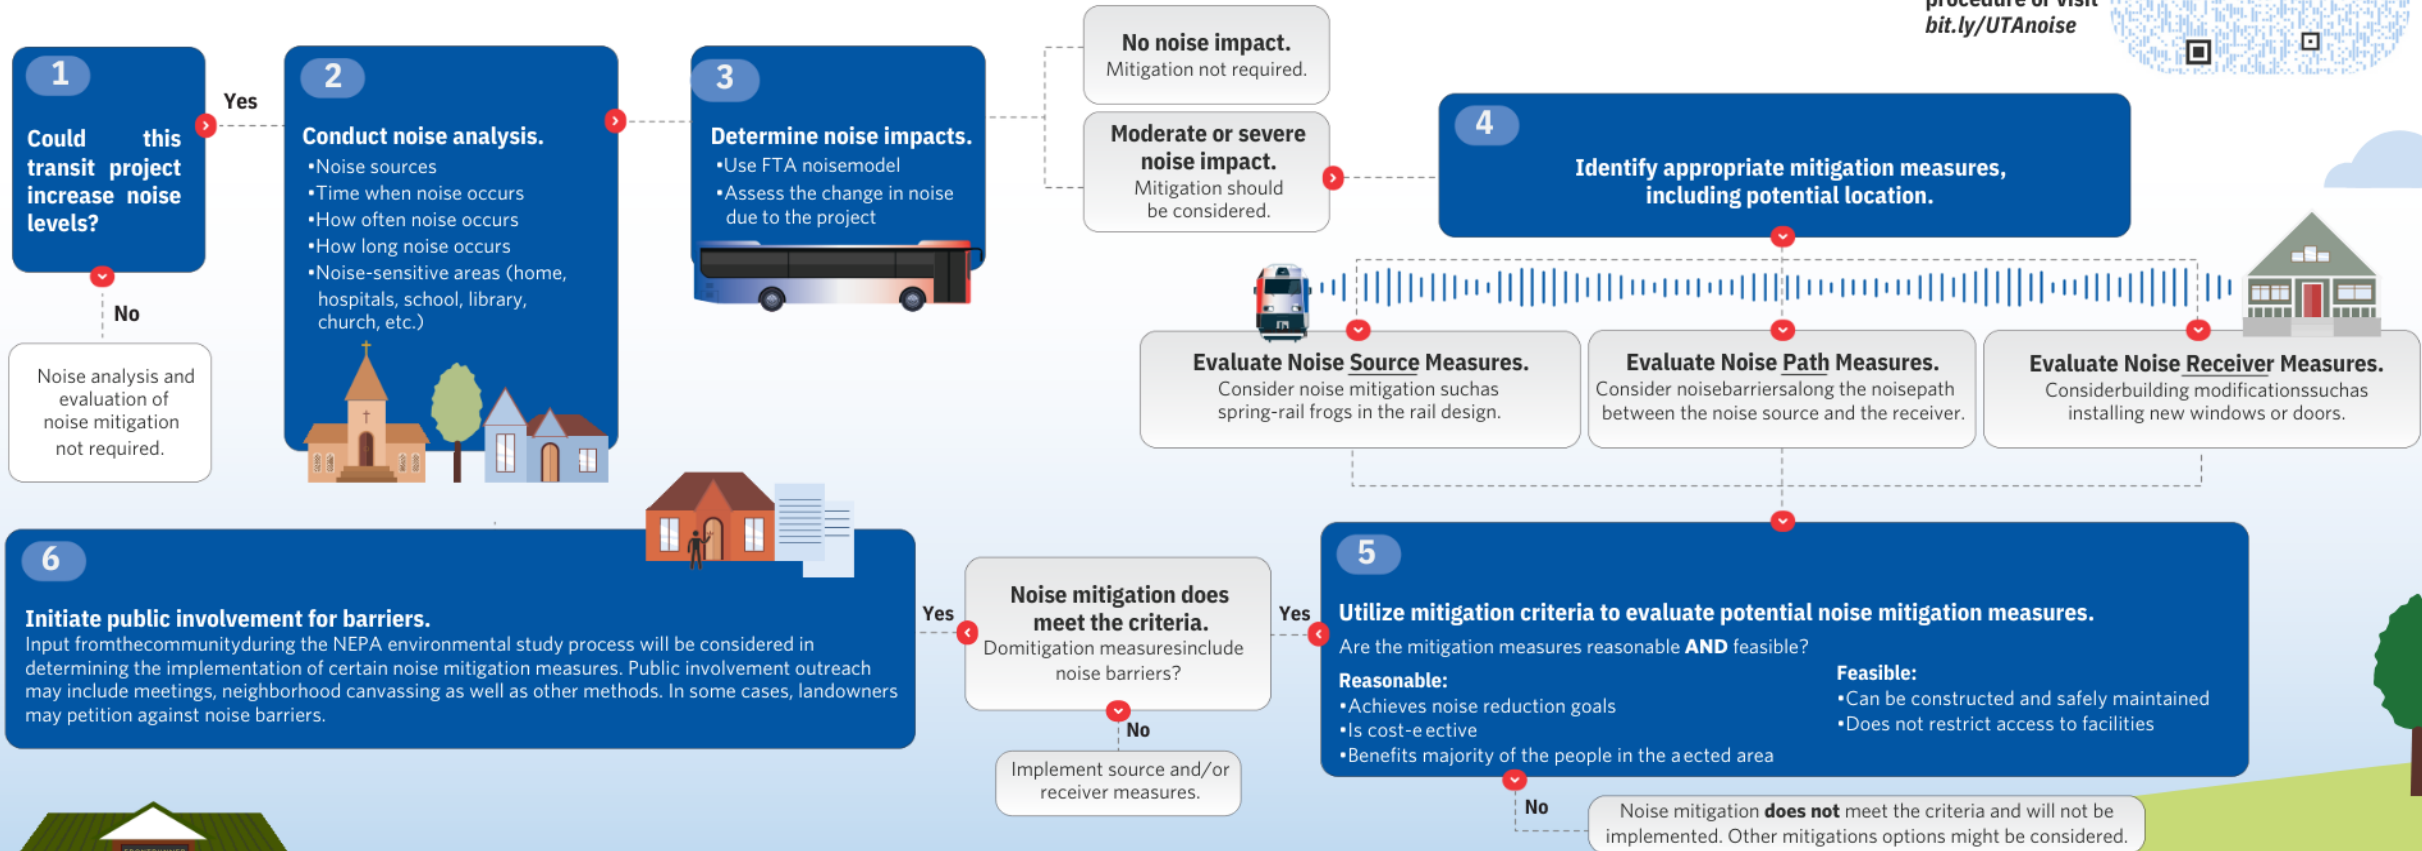 procedure or visit
bit.ly/UTAnoise
1
Could this
transit project
increase noise
levels?
Yes
No
Noise analysis and
evaluation of
noise mitigation
not required.
2
Conduct noise analysis.
•Noise sources
•Time when noise occurs
•How often noise occurs
•How long noise occurs
•Noise-sensitive areas (home,
hospitals, school, library,
church, etc.)
3
Determine noise impacts.
•Use FTA noisemodel
•Assess the change in noise
due to the project
No noise impact.
Mitigation not required.
Moderate or severe
noise impact.
Mitigation should
be considered.
4
Identify appropriate mitigation measures,
including potential location.
Evaluate Noise Source Measures.
Consider noise mitigation suchas
spring-rail frogs in the rail design.
Evaluate Noise Path Measures.
Consider noisebarriersalong the noisepath
between the noise source and the receiver.
Evaluate Noise Receiver Measures.
Considerbuilding modificationssuchas
installing new windows or doors.
5
Utilize mitigation criteria to evaluate potential noise mitigation measures.
Are the mitigation measures reasonable AND feasible?
Reasonable:
•Achieves noise reduction goals
•Is cost-e ective
•Benefits majority of the people in the a ected area
Feasible:
•Can be constructed and safely maintained
•Does not restrict access to facilities
No
Noise mitigation does not meet the criteria and will not be
implemented. Other mitigations options might be considered.
Yes
Noise mitigation does
meet the criteria.
Domitigation measuresinclude
noise barriers?
No
Implement source and/or
receiver measures.
Yes
6
Initiate public involvement for barriers.
Input fromthecommunityduring the NEPA environmental study process will be considered in
determining the implementation of certain noise mitigation measures. Public involvement outreach
may include meetings, neighborhood canvassing as well as other methods. In some cases, landowners
may petition against noise barriers.